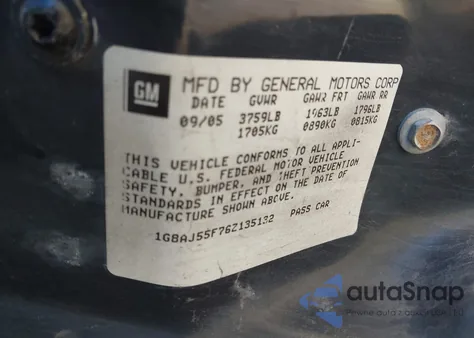 GM
MFD BY GENERAL MOTORS CORP
DATE GVWR GAWR FRT GAWR RR
09/05 3759LB 1963LB 1796LB
1705KG 0890KG 0815KG
THIS VEHICLE CONFORMS TO ALL APPLI-
CABLE U.S. FEDERAL MOTOR VEHICLE
SAFETY, BUMPER, AND THEFT PREVENTION
STANDARDS IN EFFECT ON THE DATE OF
MANUFACTURE SHOWN ABOVE.
1G8AJ55F76Z135132 PASS CAR
autoSnap